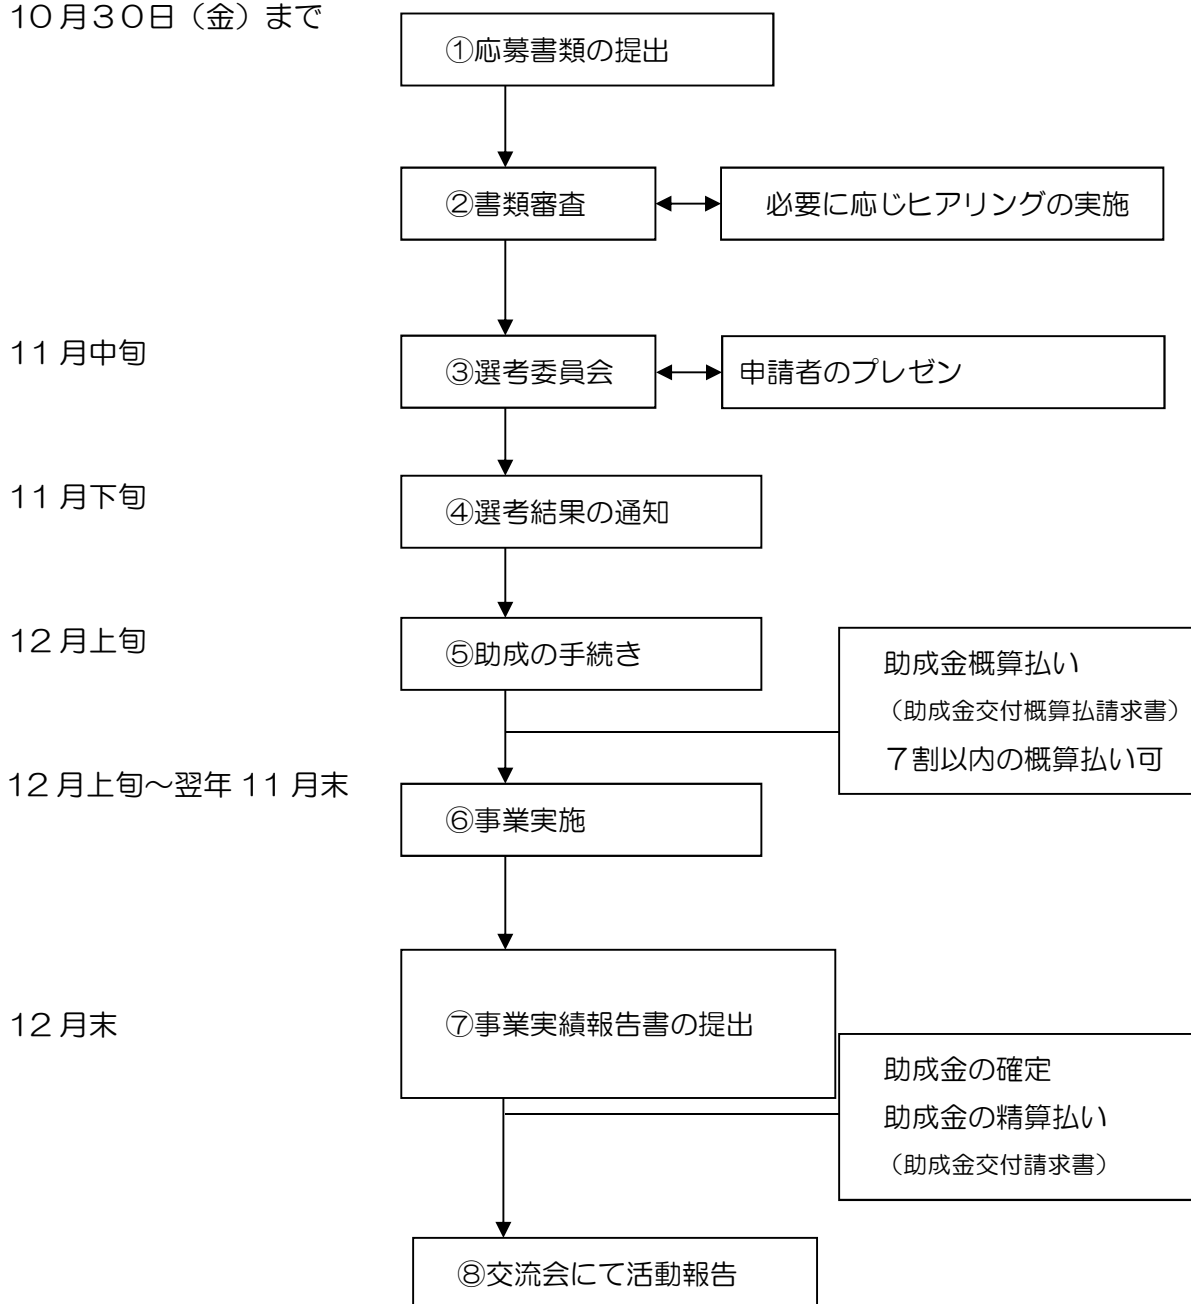 10月30日（金）まで
①応募書類の提出
②書類審査
必要に応じヒアリングの実施
11月中旬
③選考委員会
申請者のプレゼン
11月下旬
④選考結果の通知
12月上旬
⑤助成の手続き
助成金概算払い
（助成金交付概算払請求書）
７割以内の概算払い可
12月上旬～翌年11月末
⑥事業実施
12月末
⑦事業実績報告書の提出
助成金の確定
助成金の精算払い
（助成金交付請求書）
⑧交流会にて活動報告